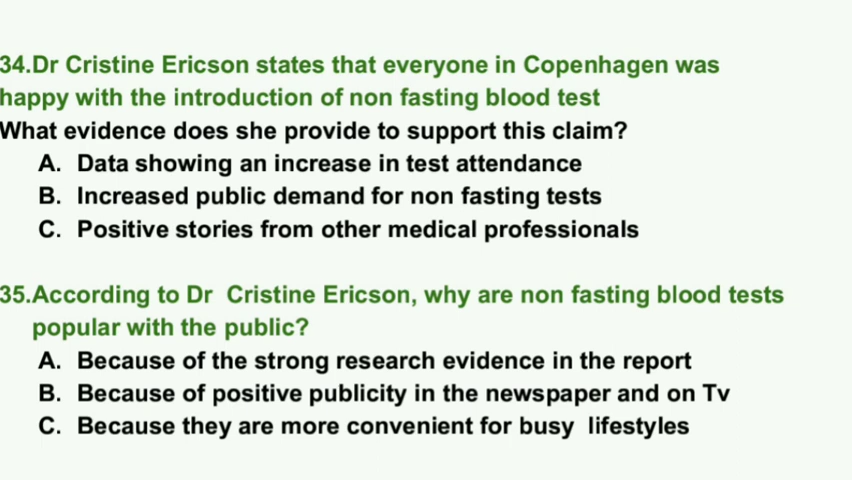 34.Dr Cristine Ericson states that everyone in Copenhagen was
happy with the introduction of non fasting blood test
What evidence does she provide to support this claim?
A. Data showing an increase in test attendance
B. Increased public demand for non fasting tests
C. Positive stories from other medical professionals
35.According to Dr Cristine Ericson, why are non fasting blood tests
popular with the public?
A. Because of the strong research evidence in the report
B. Because of positive publicity in the newspaper and on Tv
C. Because they are more convenient for busy lifestyles